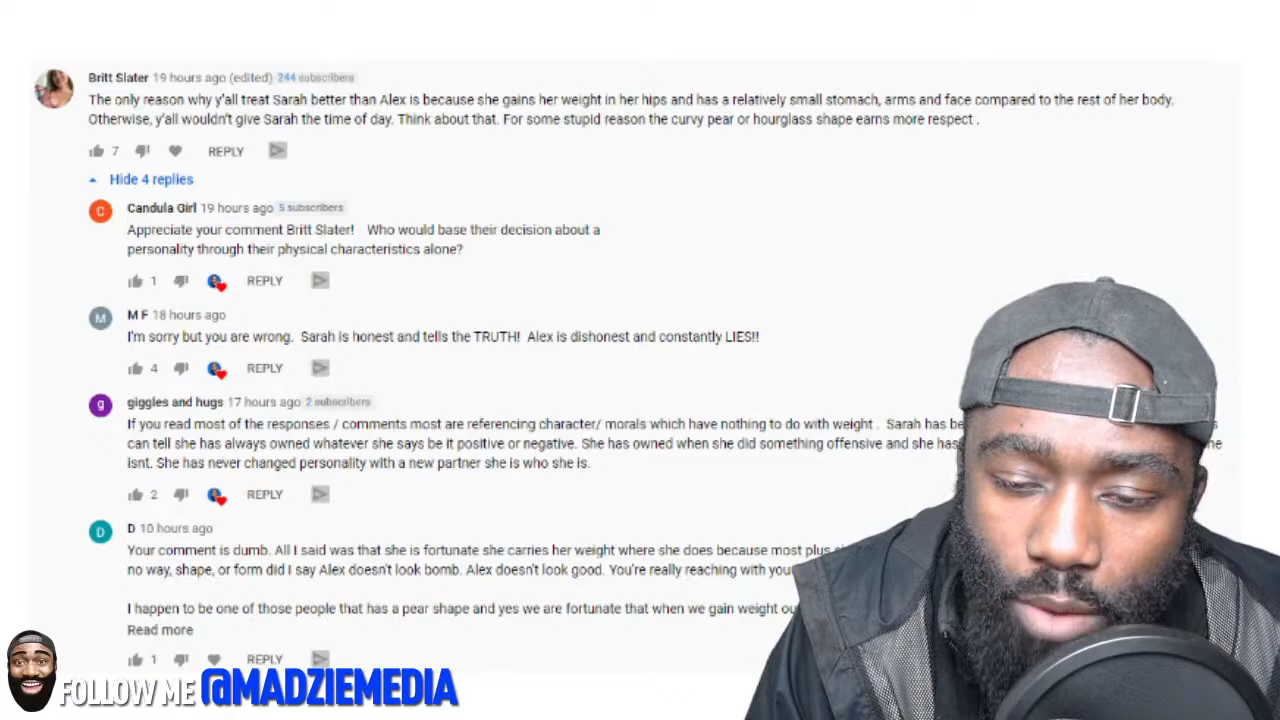 Britt Slater 19 hours ago (edited) 244 subscribers
The only reason why y'all treat Sarah better than Alex is because she gains her weight in her hips and has a relatively small stomach, arms and face compared to the rest of her body.
Otherwise, y'all wouldn't give Sarah the time of day. Think about that. For some stupid reason the curvy pear or hourglass shape earns more respect .
7 REPLY
Hide 4 replies
C
Candula Girl 19 hours ago 5 subscribers
Appreciate your comment Britt Slater! Who would base their decision about a
personality through their physical characteristics alone?
1 REPLY
M
M F 18 hours ago
I'm sorry but you are wrong. Sarah is honest and tells the TRUTH! Alex is dishonest and constantly LIES!!
4 REPLY
g
giggles and hugs 17 hours ago 2 subscribers
If you read most of the responses / comments most are referencing character/ morals which have nothing to do with weight . Sarah has be
can tell she has always owned whatever she says be it positive or negative. She has owned when she did something offensive and she has
isnt. She has never changed personality with a new partner she is who she is.
2 REPLY
D
D 10 hours ago
Your comment is dumb. All I said was that she is fortunate she carries her weight where she does because most plus
no way, shape, or form did I say Alex doesn't look bomb. Alex doesn't look good. You're really reaching with your
I happen to be one of those people that has a pear shape and yes we are fortunate that when we gain weight ou
Read more
1 REPLY
FOLLOW ME @MADZIEMEDIA